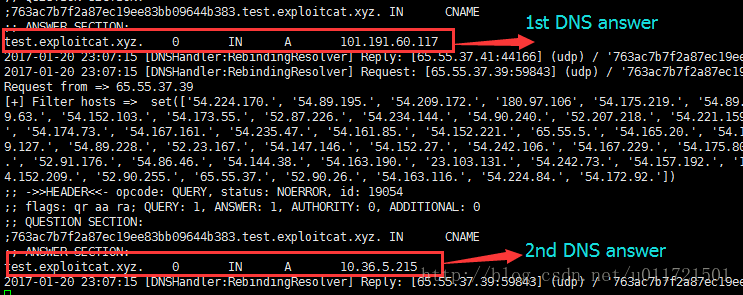 ;763ac7b7f2a87ec19ee83bb09644b383.test.exploitcat.xyz. IN CNAME
;; ANSWER SECTION:
test.exploitcat.xyz. 0 IN A 101.191.60.117
1st DNS answer
2017-01-20 23:07:15 [DNSHandler:RebindingResolver] Reply: [65.55.37.41:44166] (udp) / '763ac7b7f2a87ec19ee
2017-01-20 23:07:15 [DNSHandler:RebindingResolver] Request: [65.55.37.39:59843] (udp) / '763ac7b7f2a87ec19
Request from => 65.55.37.39
[+] Filter hosts => set(['54.224.170.', '54.89.195.', '54.209.172.', '180.97.106', '54.175.219.', '54.89
9.63.', '54.152.103.', '54.173.55.', '52.87.226.', '54.234.144.', '54.90.240.', '52.207.218.', '54.221.159
', '54.174.73.', '54.167.161.', '54.235.47.', '54.161.85.', '54.152.221.', '65.55.5.', '54.165.20.', '54.1
9.127.', '54.89.228.', '52.23.167.', '54.147.146.', '54.152.27.', '54.242.106.', '54.167.229.', '54.175.80
.', '52.91.176.', '54.86.46.', '54.144.38.', '54.163.190.', '23.103.131.', '54.242.73.', '54.157.192.', '1
4.152.209.', '52.90.255.', '65.55.37.', '52.90.26.', '54.163.116.', '54.224.84.', '54.172.92.'])
;; ->>HEADER<<- opcode: QUERY, status: NOERROR, id: 19054
;; flags: qr aa ra; QUERY: 1, ANSWER: 1, AUTHORITY: 0, ADDITIONAL: 0
;; QUESTION SECTION:
;763ac7b7f2a87ec19ee83bb09644b383.test.exploitcat.xyz. IN CNAME
;; ANSWER SECTION:
test.exploitcat.xyz. 0 IN A 10.36.5.215
2nd DNS answer
http://blog.csdn.net/u011721501
2017-01-20 23:07:15 [DNSHandler:RebindingResolver] Reply: [65.55.37.39:59843] (udp) / '763ac7b7f2a87ec19ee